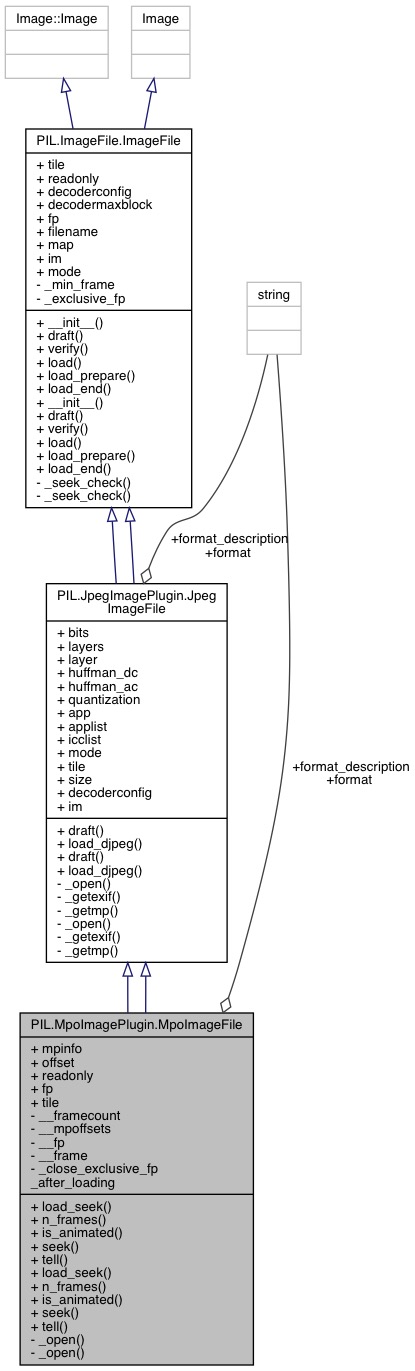 Image::Image
Image
PIL.ImageFile.ImageFile
+ tile
+ readonly
+ decoderconfig
+ decodermaxblock
+ fp
+ filename
+ map
+ im
+ mode
- _min_frame
- _exclusive_fp
+ __init__()
+ draft()
+ verify()
+ load()
+ load_prepare()
+ load_end()
+ __init__()
+ draft()
+ verify()
+ load()
+ load_prepare()
+ load_end()
- _seek_check()
- _seek_check()
string
+format_description
+format
PIL.JpegImagePlugin.Jpeg
ImageFile
+ bits
+ layers
+ layer
+ huffman_dc
+ huffman_ac
+ quantization
+ app
+ applist
+ icclist
+ mode
+ tile
+ size
+ decoderconfig
+ im
+ draft()
+ load_djpeg()
+ draft()
+ load_djpeg()
- _open()
- _getexif()
- _getmp()
- _open()
- _getexif()
- _getmp()
+format_description
+format
PIL.MpoImagePlugin.MpoImageFile
+ mpinfo
+ offset
+ readonly
+ fp
+ tile
- __framecount
- __mpoffsets
- __fp
- __frame
- _close_exclusive_fp
_after_loading
+ load_seek()
+ n_frames()
+ is_animated()
+ seek()
+ tell()
+ load_seek()
+ n_frames()
+ is_animated()
+ seek()
+ tell()
- _open()
- _open()